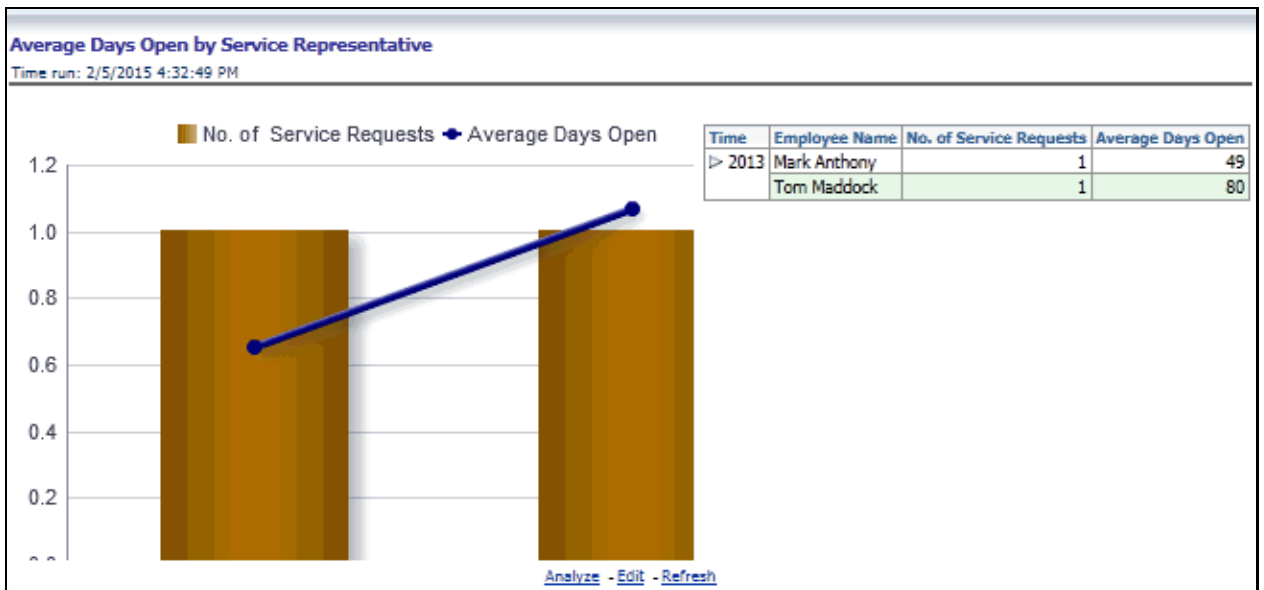 Average Days Open by Service Representative
Time run: 2/5/2015 4:32:49 PM
No. of Service Requests Average Days Open
1.2
1.0
0.8
0.6
0.4
0.2
Time Employee Name No. of Service Requests Average Days Open
2013 Mark Anthony 1 49
Tom Maddock 1 80
Analyze - Edit - Refresh